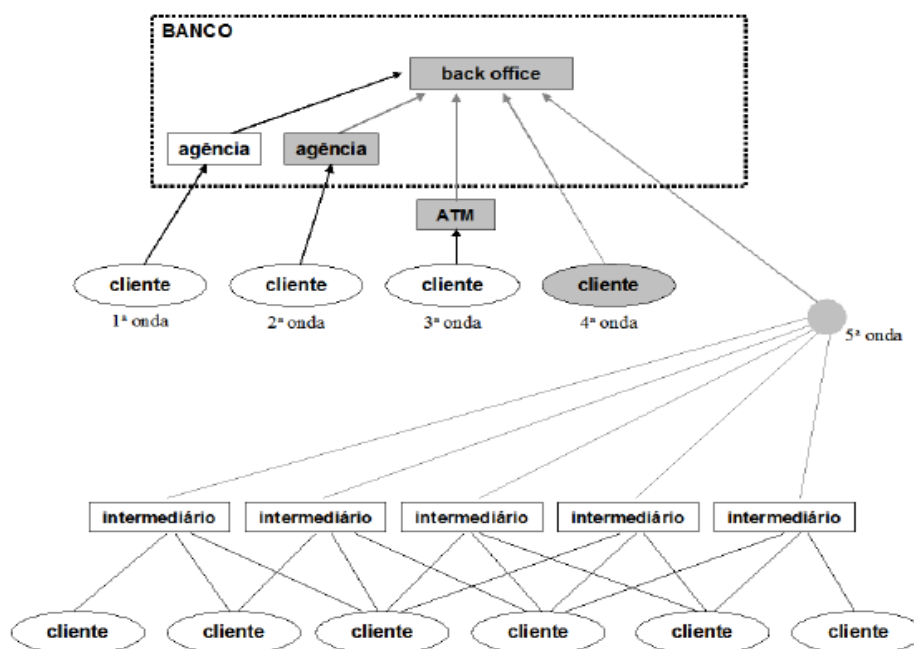 BANCO
back office
agência
agência
ATM
cliente
cliente
cliente
cliente
1ª onda
2ª onda
3ª onda
4ª onda
5ª onda
intermediário
intermediário
intermediário
intermediário
intermediário
cliente
cliente
cliente
cliente
cliente
cliente